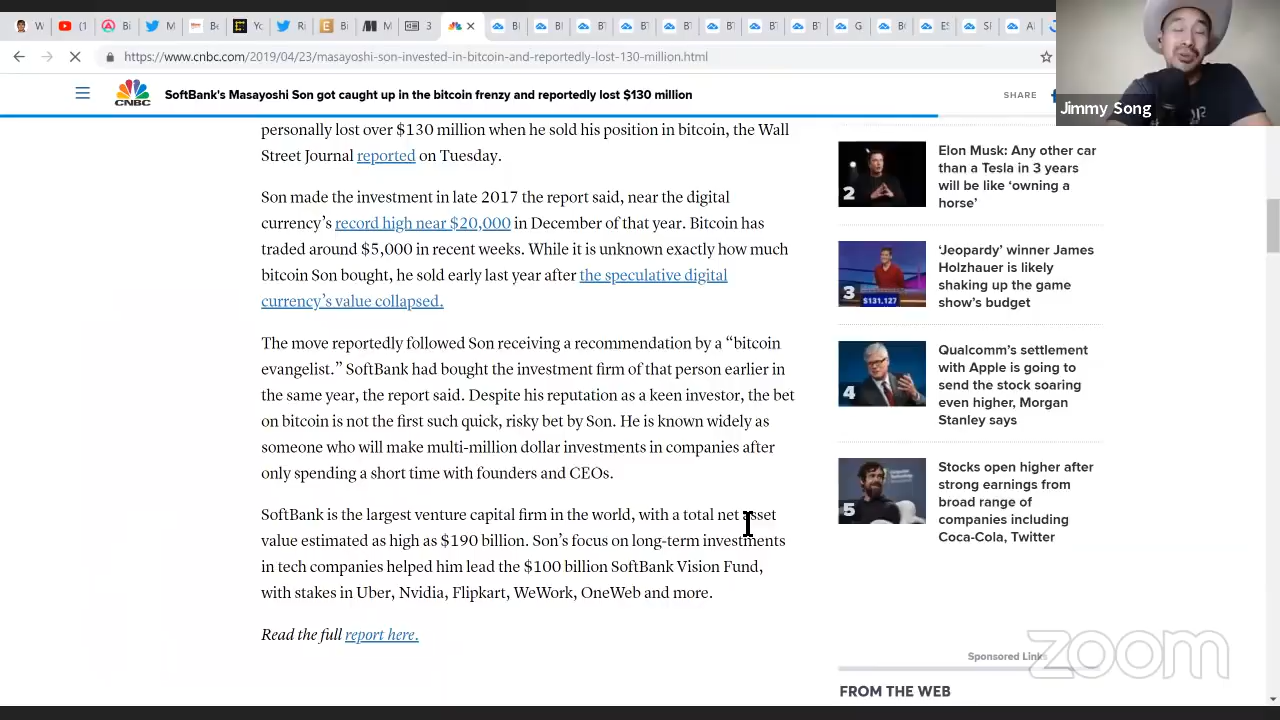 W
(1
Bi
M
W
Th
Ri
Bi
M
3
Bl
Bl
Bl
G
Bl
ES
SI
Al
https://www.cnbc.com/2019/04/23/masayoshi-son-invested-in-bitcoin-and-reportedly-lost-130-million.html
CNBC
SoftBank's Masayoshi Son got caught up in the bitcoin frenzy and reportedly lost $130 million
SHARE
Jimmy Song
personally lost over $130 million when he sold his position in bitcoin, the Wall
Street Journal reported on Tuesday.
Son made the investment in late 2017 the report said, near the digital
currency's record high near $20,000 in December of that year. Bitcoin has
traded around $5,000 in recent weeks. While it is unknown exactly how much
bitcoin Son bought, he sold early last year after the speculative digital
currency's value collapsed.
The move reportedly followed Son receiving a recommendation by a “bitcoin
evangelist.” SoftBank had bought the investment firm of that person earlier in
the same year, the report said. Despite his reputation as a keen investor, the bet
on bitcoin is not the first such quick, risky bet by Son. He is known widely as
someone who will make multi-million dollar investments in companies after
only spending a short time with founders and CEOs.
SoftBank is the largest venture capital firm in the world, with a total net asset
value estimated as high as $190 billion. Son's focus on long-term investments
in tech companies helped him lead the $100 billion SoftBank Vision Fund,
with stakes in Uber, Nvidia, Flipkart, WeWork, OneWeb and more.
Read the full report here.
2
Elon Musk: Any other car
than a Tesla in 3 years
will be like ‘owning a
horse’
3
$131,127
‘Jeopardy’ winner James
Holzhauer is likely
shaking up the game
show's budget
4
Qualcomm's settlement
with Apple is going to
send the stock soaring
even higher, Morgan
Stanley says
5
Stocks open higher after
strong earnings from
broad range of
companies including
Coca-Cola, Twitter
Sponsored Links
FROM THE WEB
zoom